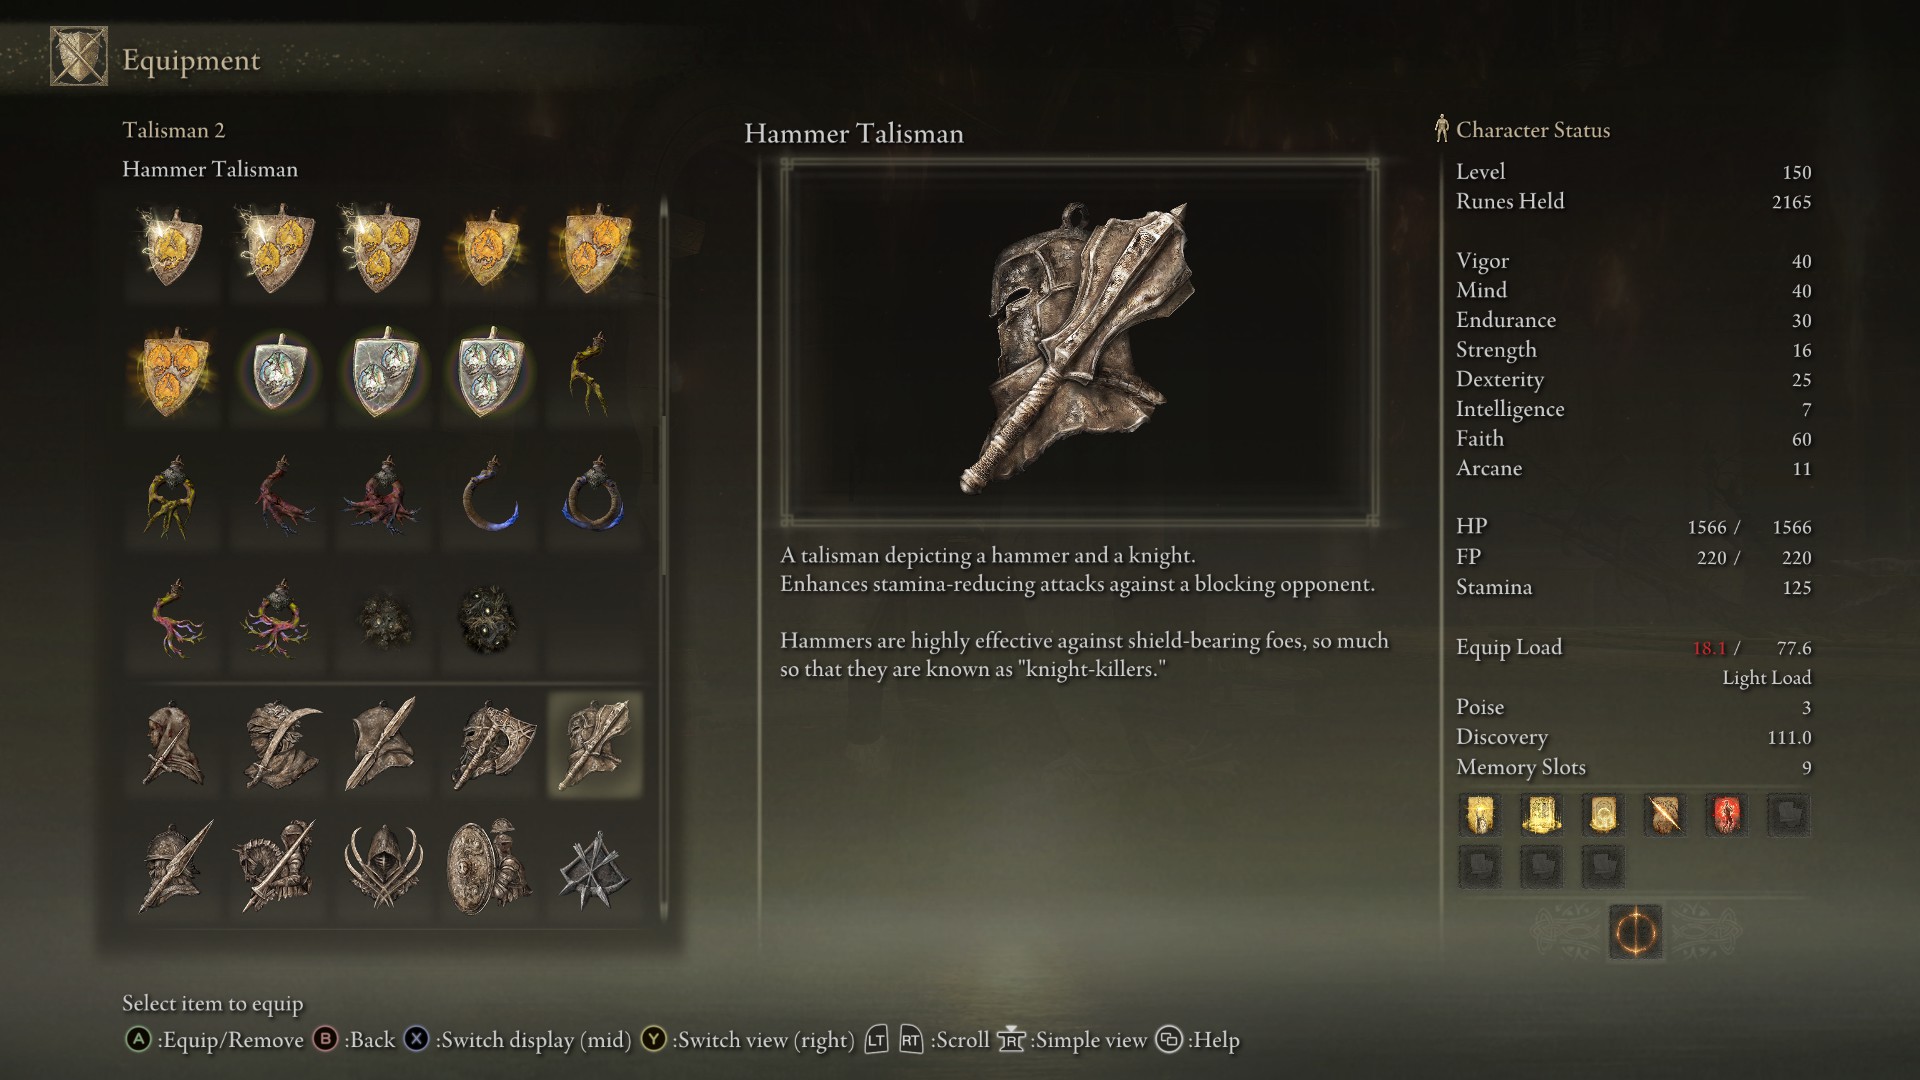 Equipment
Talisman 2
Hammer Talisman
Hammer Talisman
A talisman depicting a hammer and a knight.
Enhances stamina-reducing attacks against a blocking opponent.
Hammers are highly effective against shield-bearing foes, so much
so that they are known as "knight-killers."
Character Status
Level 150
Runes Held 2165
Vigor 40
Mind 40
Endurance 30
Strength 16
Dexterity 25
Intelligence 7
Faith 60
Arcane 11
HP 1566 / 1566
FP 220 / 220
Stamina 125
Equip Load 18.1 / 77.6
Light Load
Poise 3
Discovery 111.0
Memory Slots 9
Select item to equip
A :Equip/Remove B :Back X :Switch display (mid) Y :Switch view (right) LT RT :Scroll R :Simple view :Help